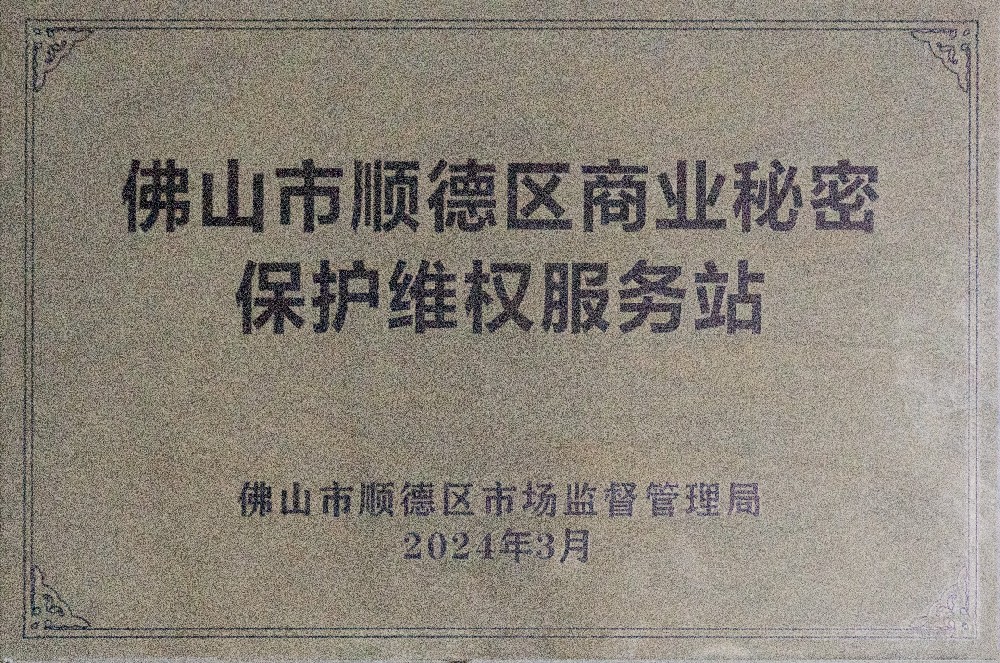 佛山市顺德区商业秘密
保护维权服务站
佛山市顺德区市场监督管理局
2024年3月